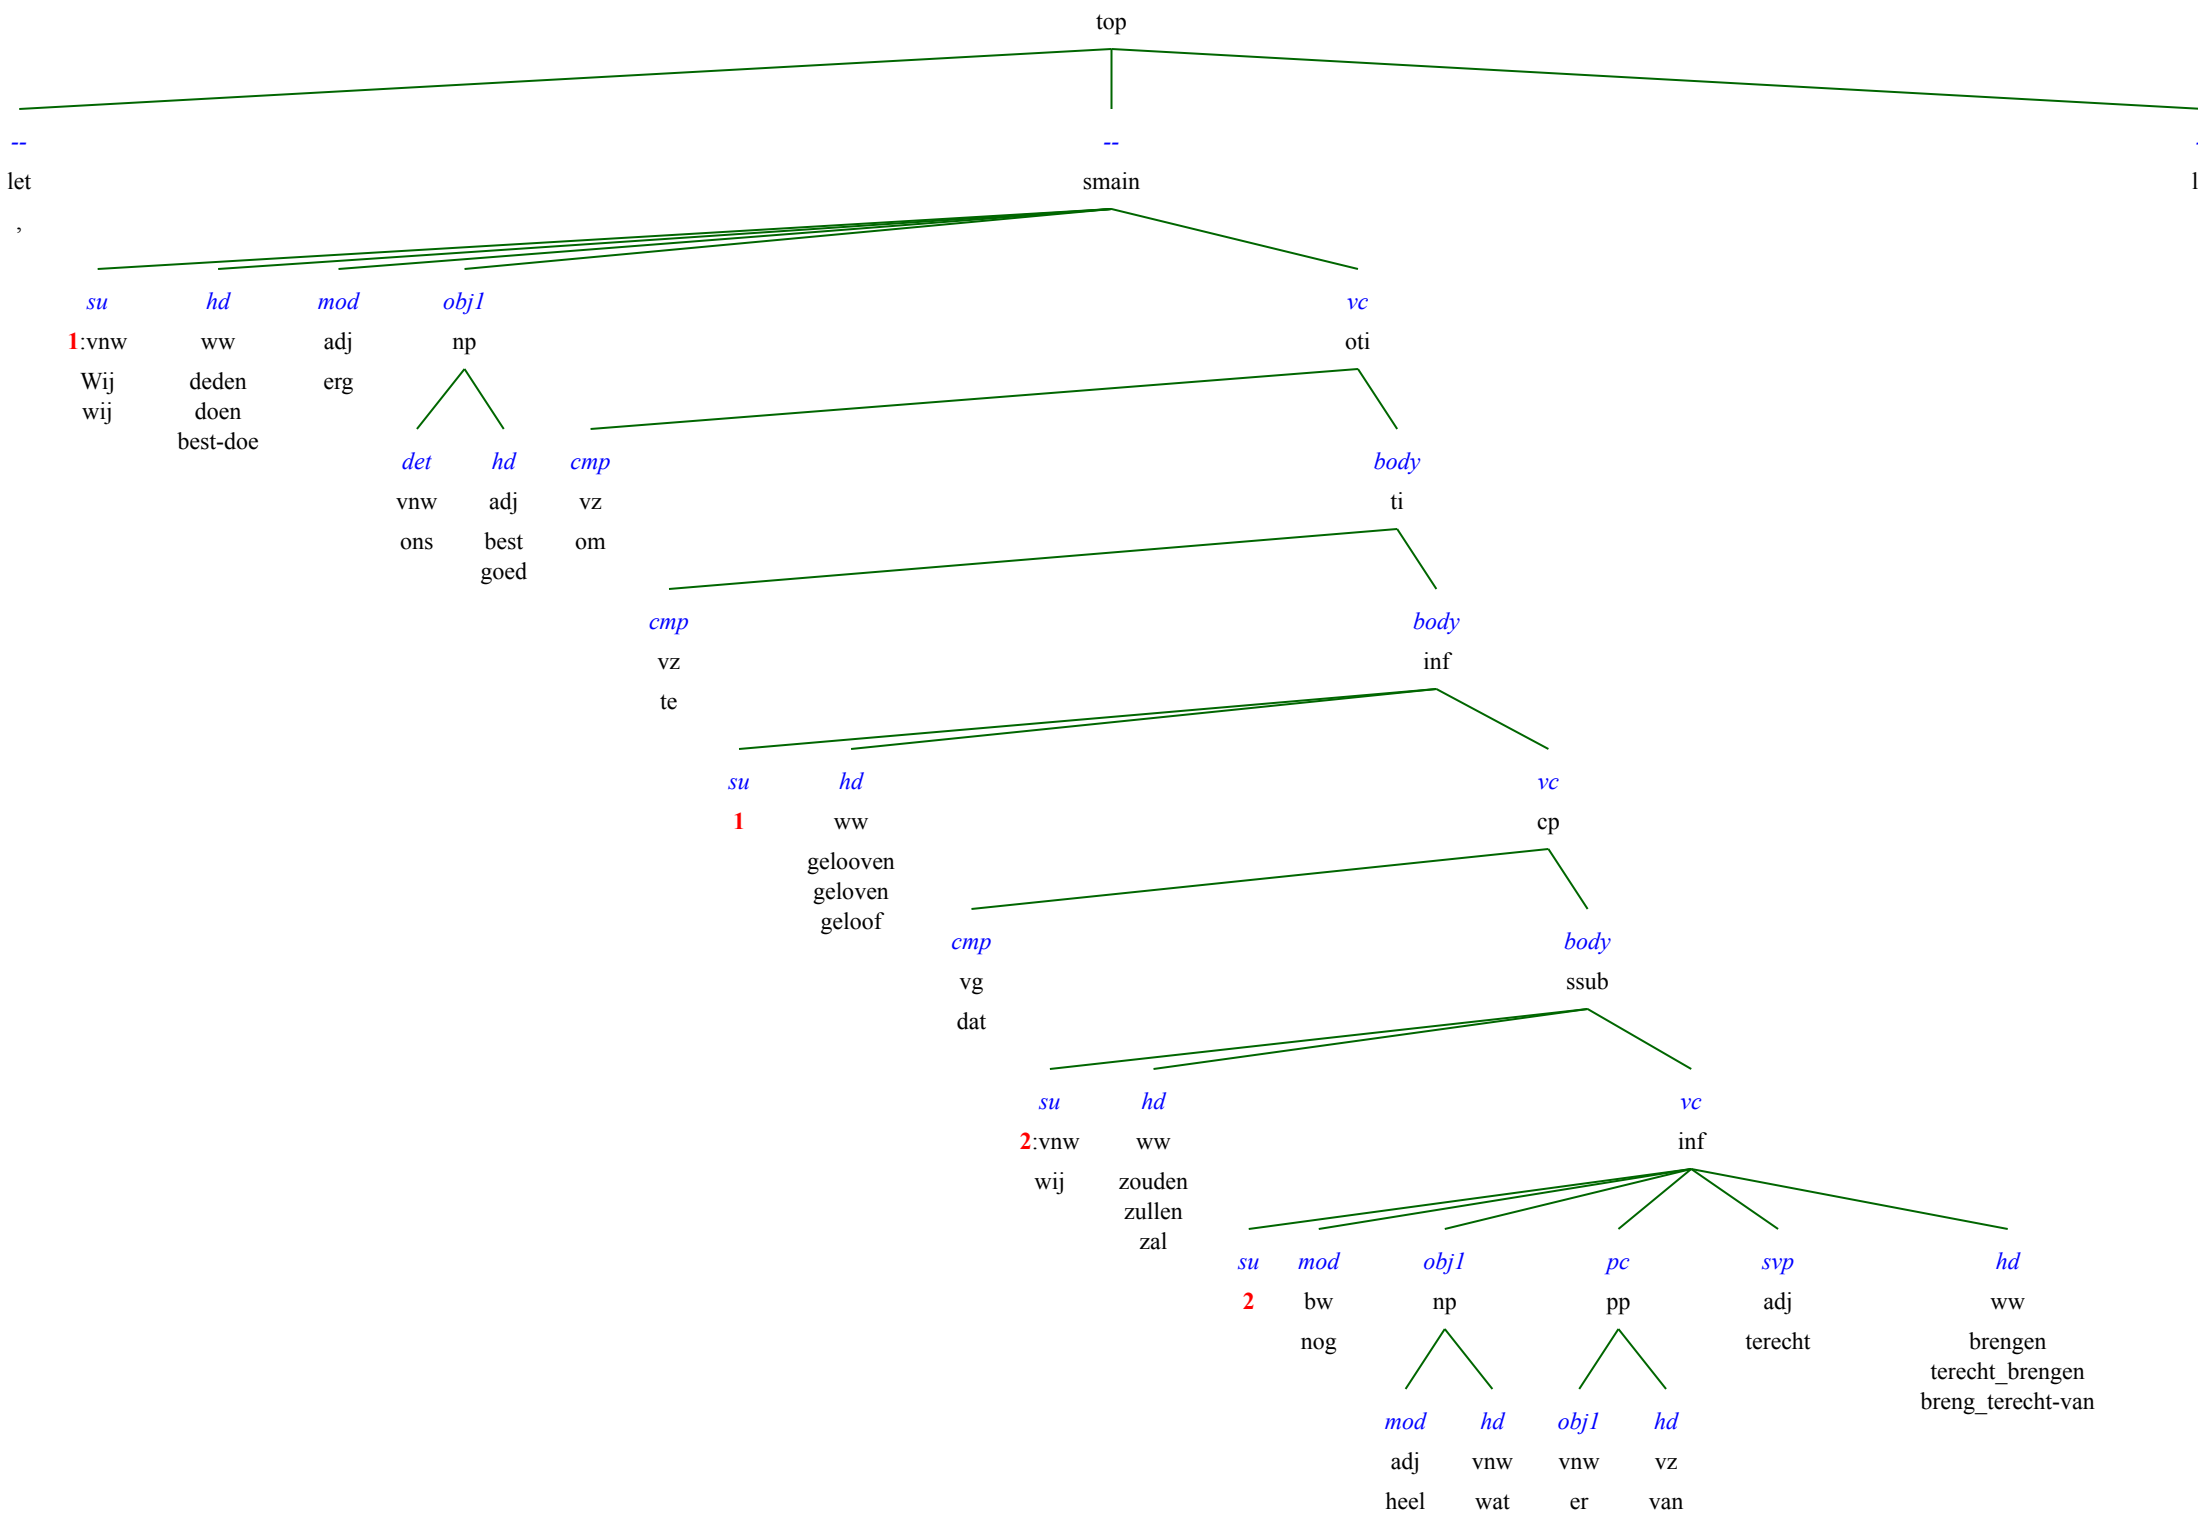 top
-- -- -
let smain l
,
su hd mod obj1 vc
1:vnw ww adj np oti
Wij deden erg
wij doen
best-doe
det hd cmp body
vnw adj vz ti
ons best om
goed
cmp body
vz inf
te
su hd vc
1 ww cp
gelooven
geloven
geloof
cmp body
vg ssub
dat
su hd vc
2:vnw ww inf
wij zouden
zullen
zal
su mod obj1 pc svp hd
2 bw np pp adj ww
nog terecht brengen
terecht_brengen
breng_terecht-van
mod hd obj1 hd
adj vnw vnw vz
heel wat er van